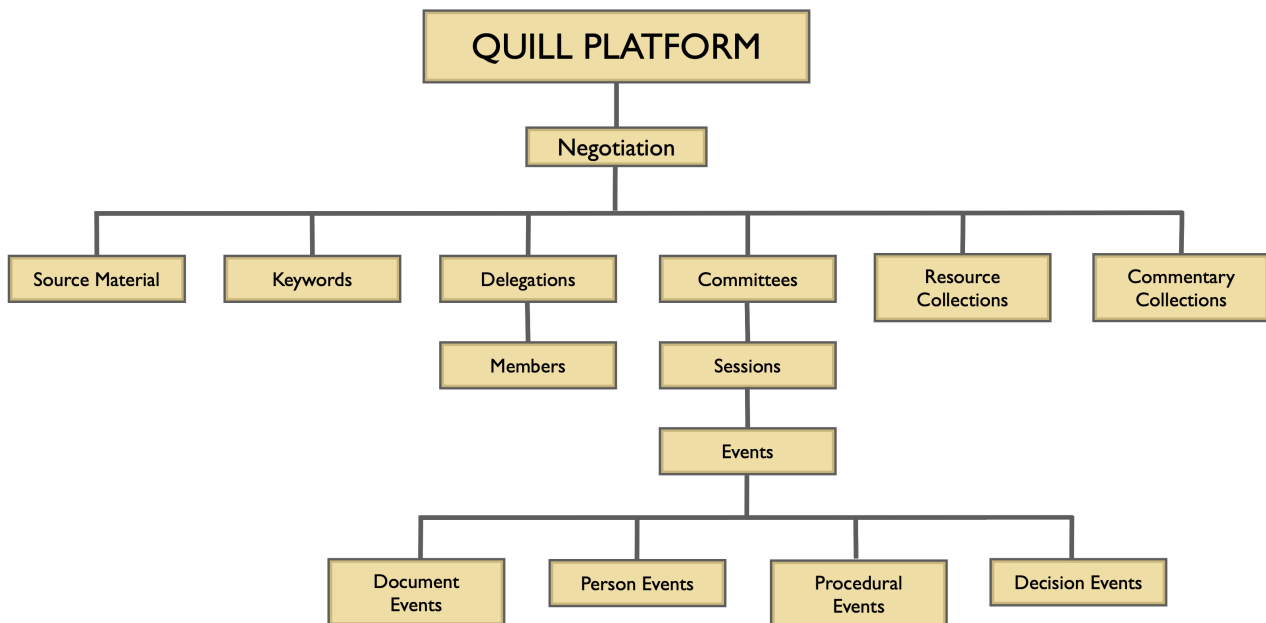 QUILL PLATFORM
Negotiation
Source Material
Keywords
Delegations
Committees
Resource
Collections
Commentary
Collections
Members
Sessions
Events
Document
Events
Person Events
Procedural
Events
Decision Events